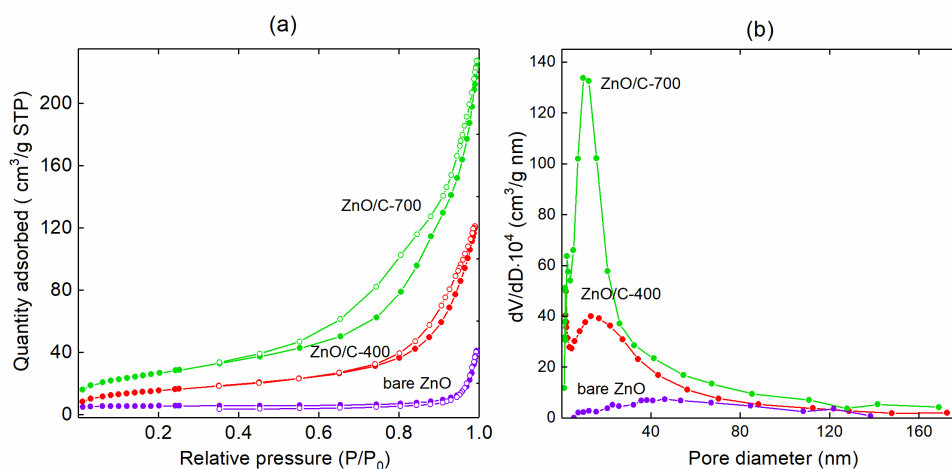 (a)
Quantity adsorbed ( cm³/g STP)
240
200
160
120
80
40
0
ZnO/C-700
ZnO/C-400
bare ZnO
0.2 0.4 0.6 0.8 1.0
Relative pressure (P/P₀)
(b)
dV/dD·10⁴ (cm³/g nm)
160
140
120
100
80
60
40
20
0
ZnO/C-700
ZnO/C-400
bare ZnO
40 80 120 160
Pore diameter (nm)